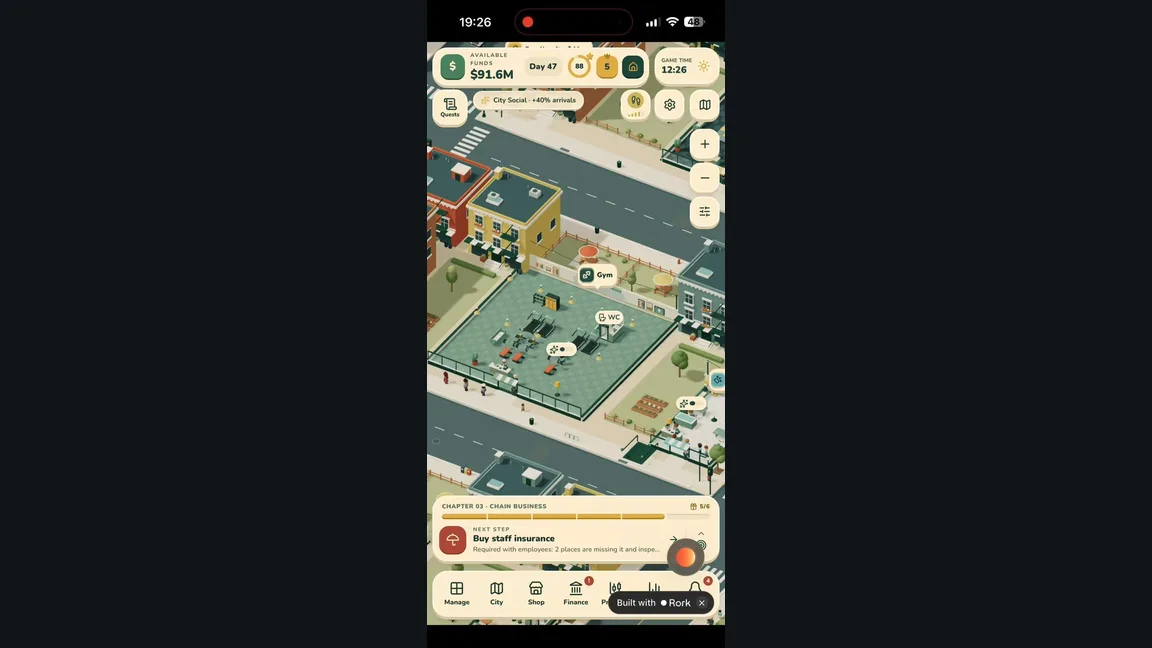 19:26
48
AVAILABLE FUNDS
$91.6M
Day 47
88
5
GAME TIME
12:26
Quests
City Social · +40% arrivals
Gym
WC
CHAPTER 03 · CHAIN BUSINESS
5/6
NEXT STEP
Buy staff insurance
Required with employees: 2 places are missing it and inspe...
Manage
City
Shop
Finance
!
4
Built with Rork